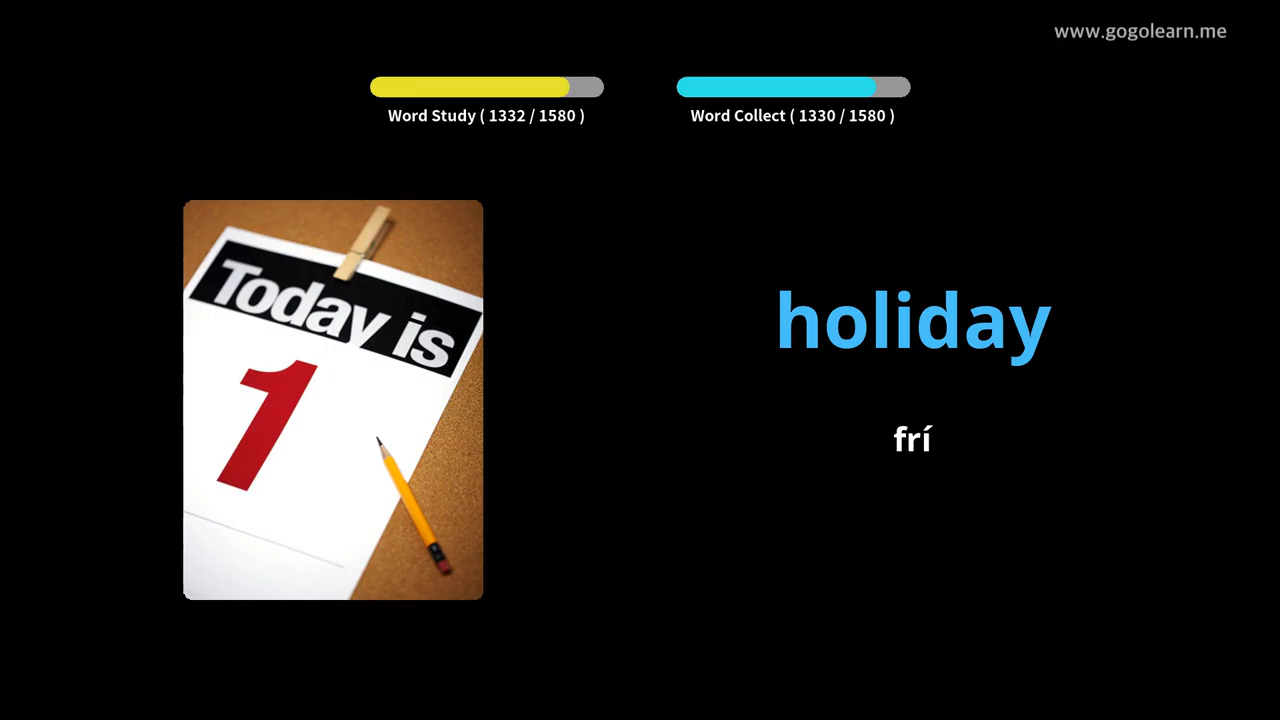 www.gogolearn.me
Word Study ( 1332 / 1580 )
Word Collect ( 1330 / 1580 )
Today is
1
holiday
frí